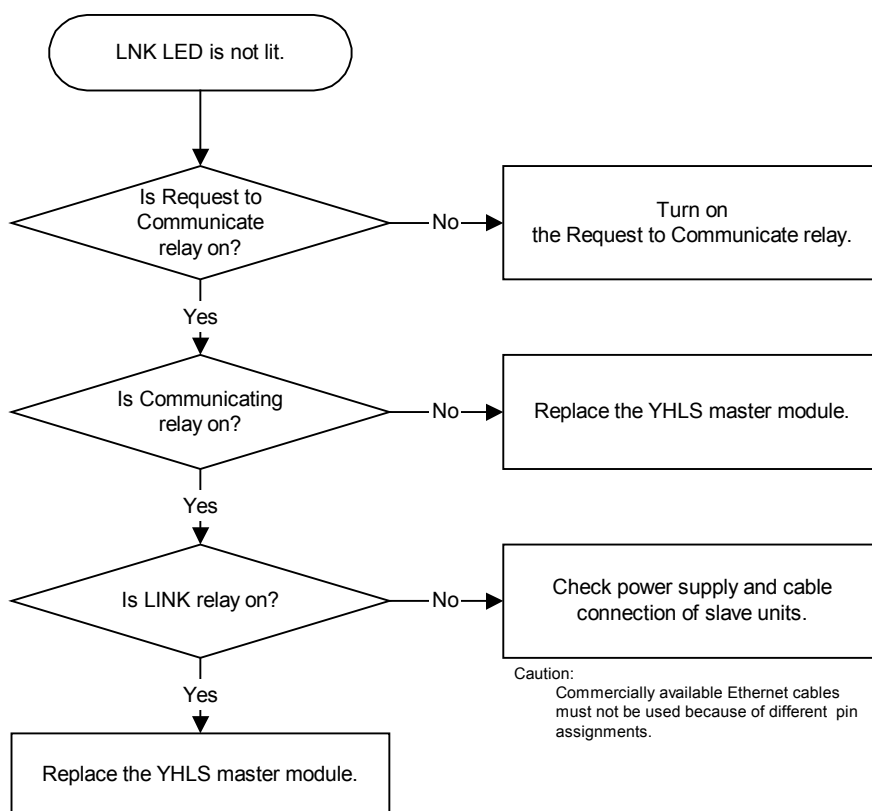 LNK LED is not lit.
Is Request to
Communicate
relay on?
No
Turn on
the Request to Communicate relay.
Yes
Is Communicating
relay on?
No
Replace the YHLS master module.
Yes
Is LINK relay on?
No
Check power supply and cable
connection of slave units.
Caution:
Commercially available Ethernet cables
must not be used because of different pin
assignments.
Yes
Replace the YHLS master module.